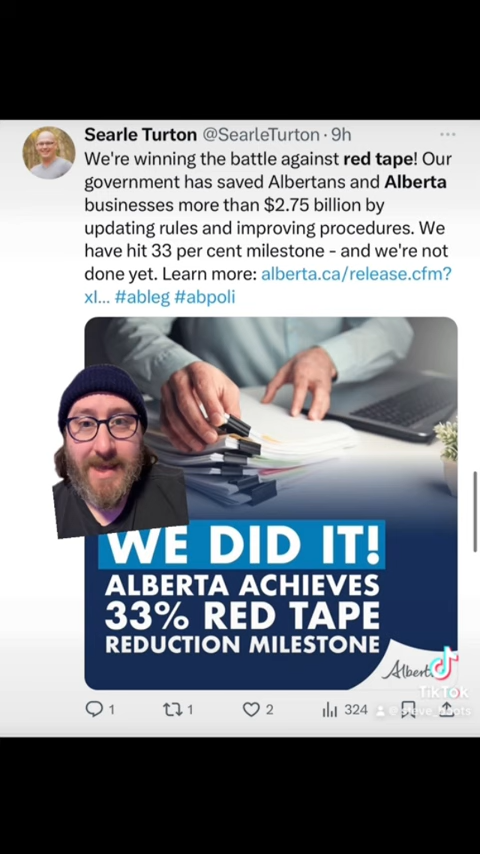 Searle Turton @SearleTurton · 9h
We're winning the battle against red tape! Our
government has saved Albertans and Alberta
businesses more than $2.75 billion by
updating rules and improving procedures. We
have hit 33 per cent milestone - and we're not
done yet. Learn more: alberta.ca/release.cfm?
xI... #ableg #abpoli
WE DID IT!
ALBERTA ACHIEVES
33% RED TAPE
REDUCTION MILESTONE
TikTok
1
1
2
324